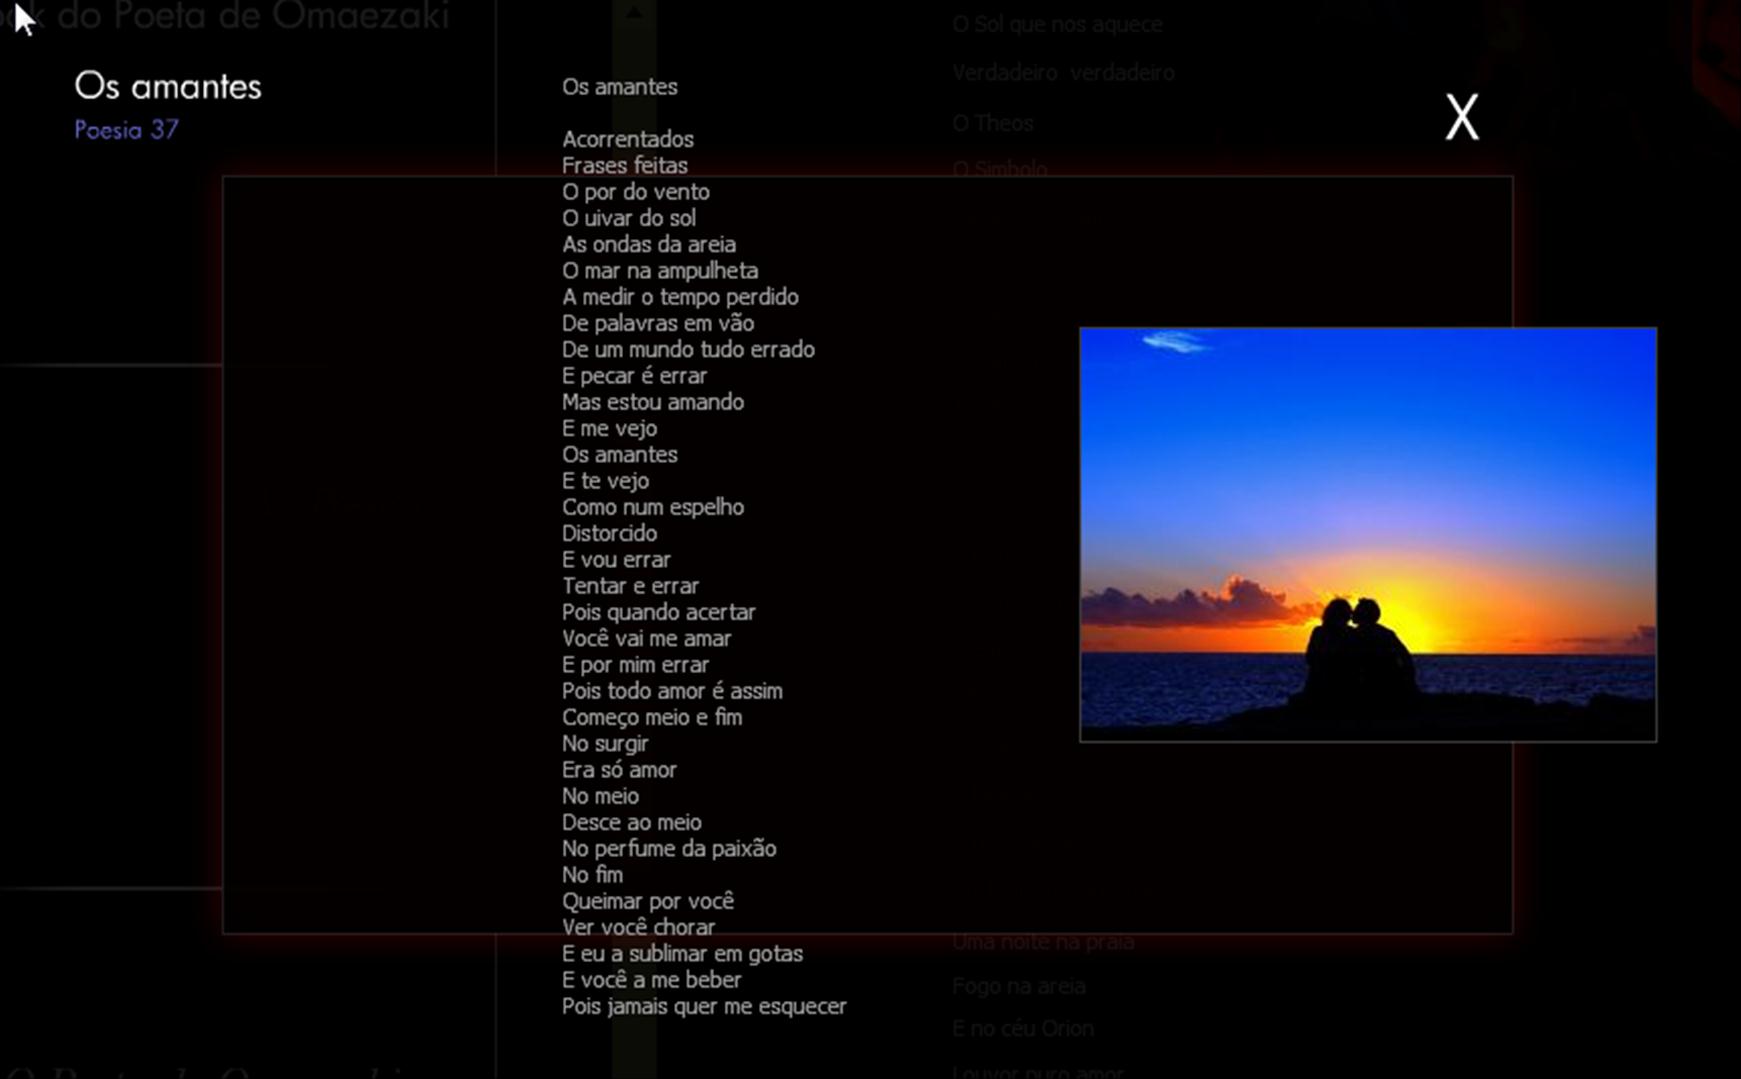 ok do Poeta de Omaezaki
Os amantes
Poesia 37
X
Os amantes
Acorrentados
Frases feitas
O por do vento
O uivar do sol
As ondas da areia
O mar na ampulheta
A medir o tempo perdido
De palavras em vão
De um mundo tudo errado
E pecar é errar
Mas estou amando
E me vejo
Os amantes
E te vejo
Como num espelho
Distorcido
E vou errar
Tentar e errar
Pois quando acertar
Você vai me amar
E por mim errar
Pois todo amor é assim
Começo meio e fim
No surgir
Era só amor
No meio
Desce ao meio
No perfume da paixão
No fim
Queimar por você
Ver você chorar
E eu a sublimar em gotas
E você a me beber
Pois jamais quer me esquecer
O Sol que nos aquece
Verdadeiro verdadeiro
O Theos
O Simbolo
Uma noite na praia
Fogo na areia
E no céu Orion
Louvor puro amor